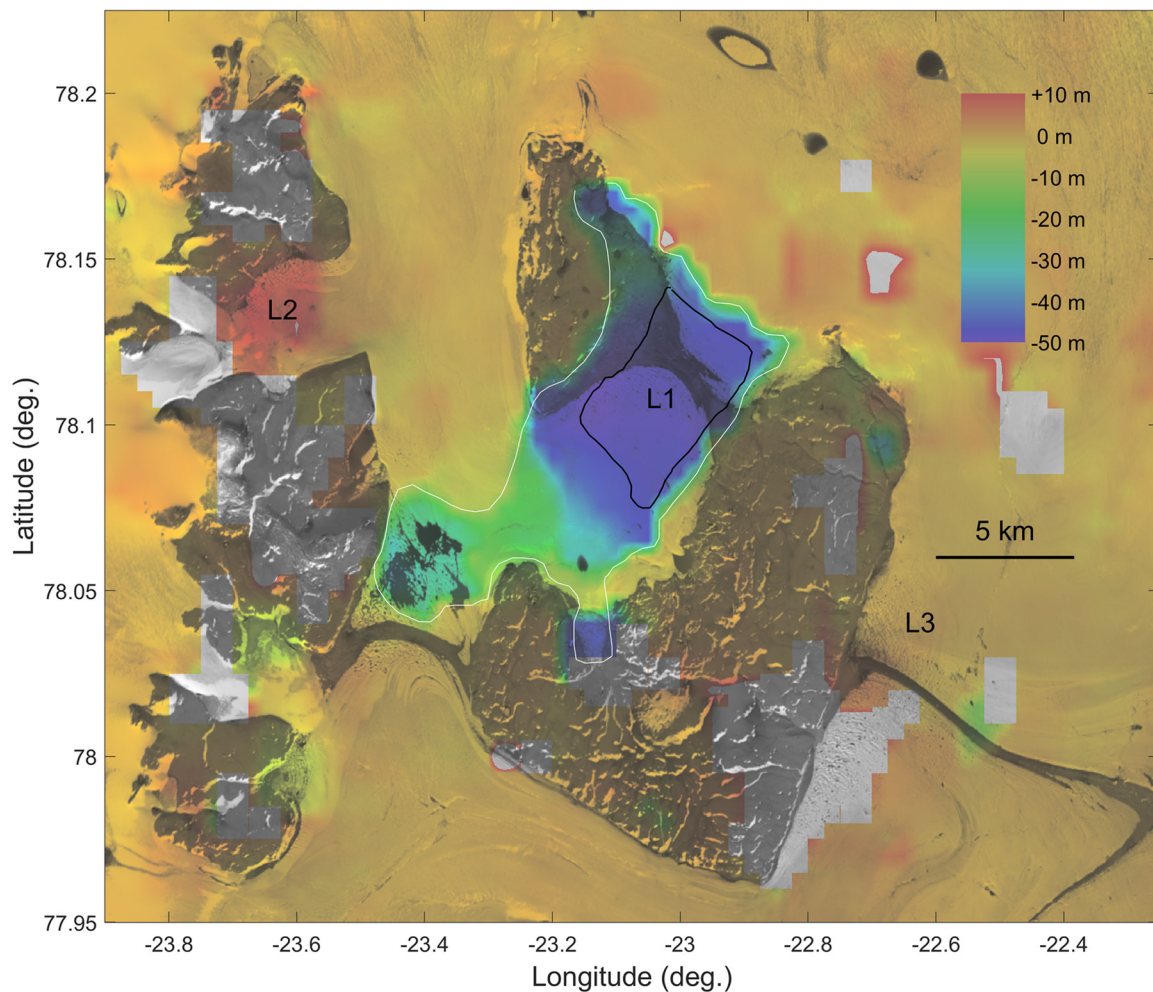 78.2
78.15
78.1
78.05
78
77.95
Latitude (deg.)
-23.8
-23.6
-23.4
-23.2
-23
-22.8
-22.6
-22.4
Longitude (deg.)
L2
L1
L3
5 km
+10 m
0 m
-10 m
-20 m
-30 m
-40 m
-50 m